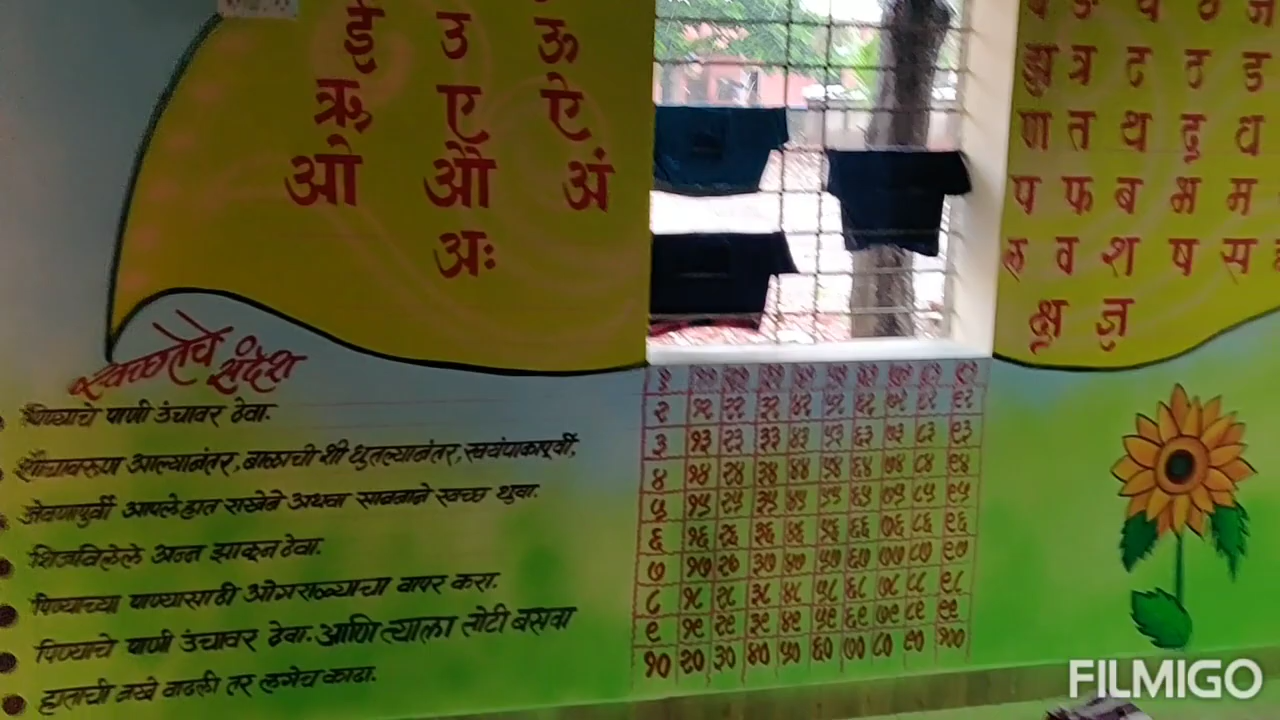 ई उ ऊ
ऋ ए ऐ
ओ औ अं
अः
झ ञ ट ठ ड
ण त थ द ध
प फ ब भ म
ल व श ष स
क्ष ज्ञ
स्वच्छतेचे संदेश
पिण्याचे पाणी उंचावर ठेवा.
शौचावरुण आल्यानंतर, बाळाची शी धुतल्यानंतर, स्वयंपाकापूर्वी,
जेवणापुर्वी आपले हात राखेने अथवा साबनाने स्वच्छ धुवा.
शिजविलेले अन्न झाकून ठेवा.
पिण्याच्या पाण्यासाठी ओगराळ्याचा वापर करा.
पिण्याचे पाणी उंचावर ठेवा. आणि त्याला तोटी बसवा
हाताची नखे वाढली तर लगेच काढा.
१ ११ २१ ३१ ४१ ५१ ६१ ७१ ८१ ९१
२ १२ २२ ३२ ४२ ५२ ६२ ७२ ८२ ९२
३ १३ २३ ३३ ४३ ५३ ६३ ७३ ८३ ९३
४ १४ २४ ३४ ४४ ५४ ६४ ७४ ८४ ९४
५ १५ २५ ३५ ४५ ५५ ६५ ७५ ८५ ९५
६ १६ २६ ३६ ४६ ५६ ६६ ७६ ८६ ९६
७ १७ २७ ३७ ४७ ५७ ६७ ७७ ८७ ९७
८ १८ २८ ३८ ४८ ५८ ६८ ७८ ८८ ९८
९ १९ २९ ३९ ४९ ५९ ६९ ७९ ८९ ९९
१० २० ३० ४० ५० ६० ७० ८० ९० १००
FILMIGO